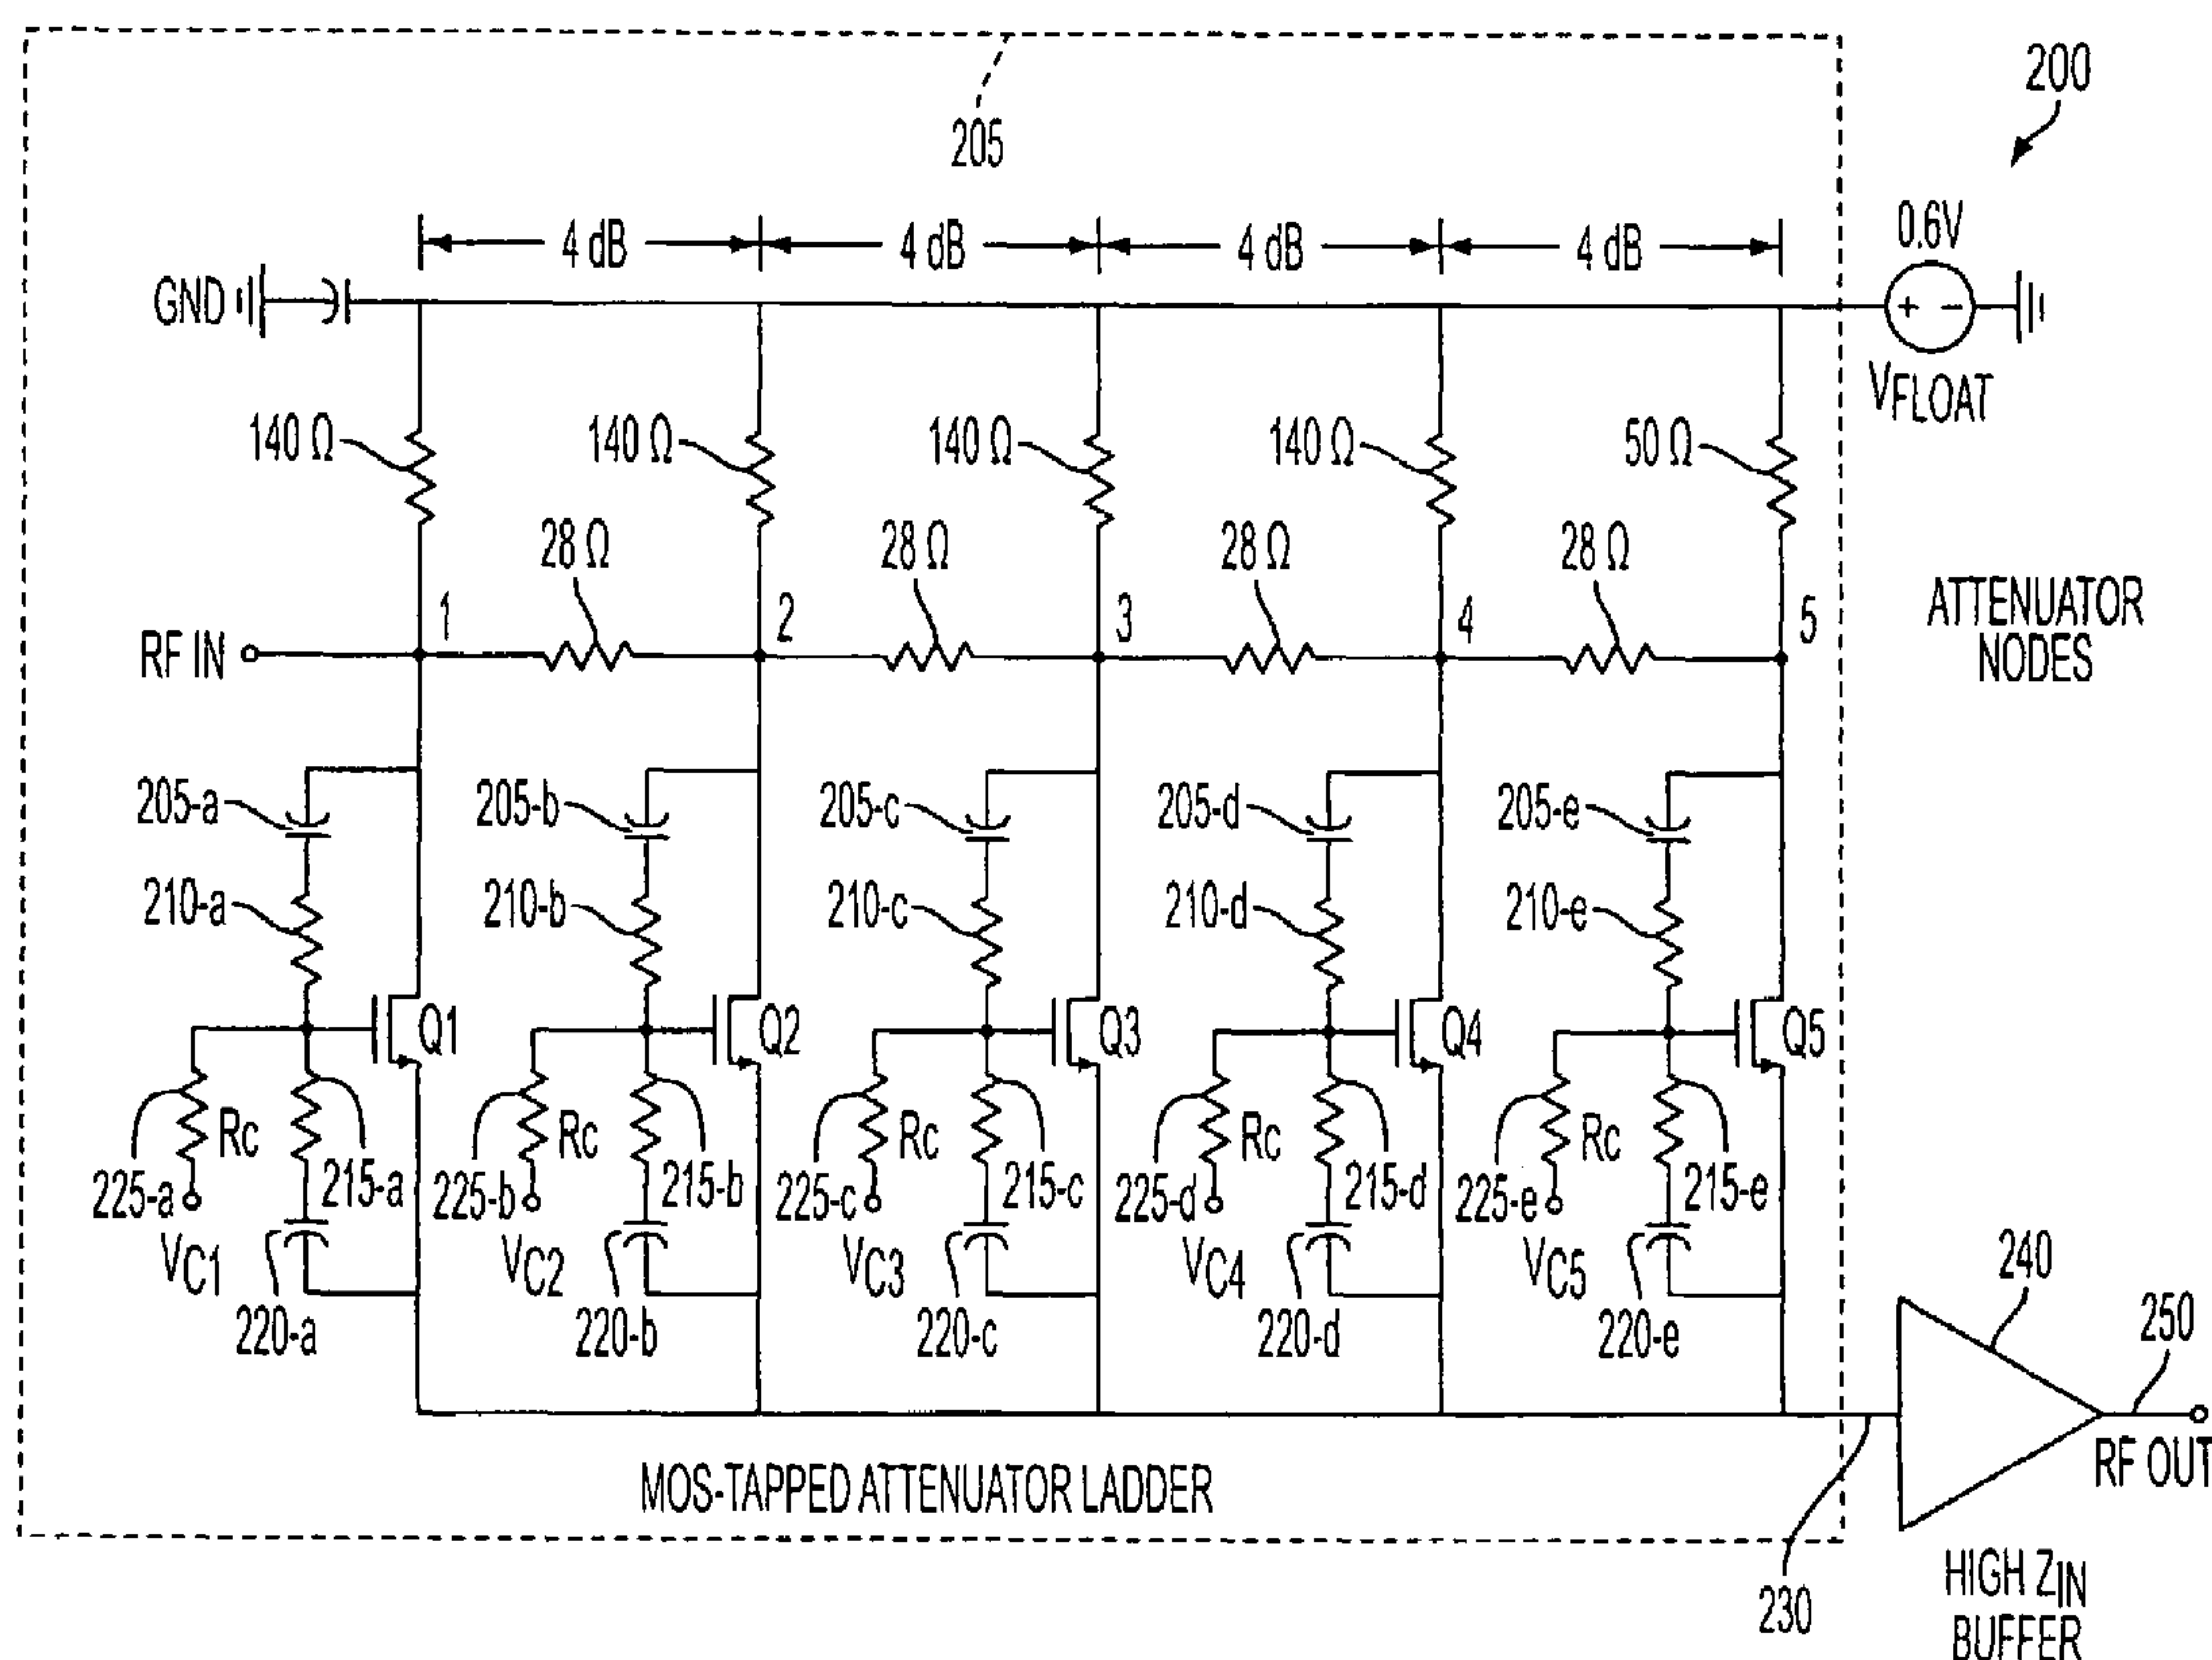 200
205
4 dB 4 dB 4 dB 4 dB
0.6V
GND
VFLOAT
140 Ω 140 Ω 140 Ω 140 Ω 50 Ω
28 Ω 28 Ω 28 Ω 28 Ω
ATTENUATOR
NODES
RF IN 1 2 3 4 5
205-a 205-b 205-c 205-d 205-e
210-a 210-b 210-c 210-d 210-e
Q1 Q2 Q3 Q4 Q5
Rc Rc Rc Rc Rc
225-a 215-a 225-b 215-b 225-c 215-c 225-d 215-d 225-e 215-e
VC1 VC2 VC3 VC4 VC5
220-a 220-b 220-c 220-d 220-e
240
250
RF OUT
MOS-TAPPED ATTENUATOR LADDER
230
HIGH ZIN
BUFFER